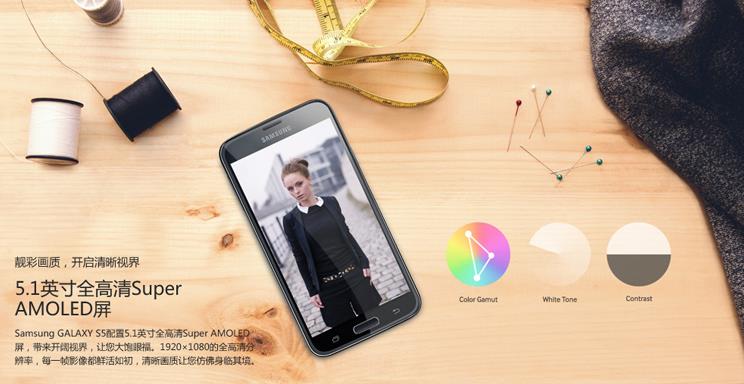 SAMSUNG
靓彩画质，开启清晰视界
5.1英寸全高清Super
AMOLED屏
Samsung GALAXY S5配置5.1英寸全高清Super AMOLED
屏，带来开阔视界，让您大饱眼福。1920×1080的全高清分
辨率，每一帧影像都鲜活如初，清晰画质让您仿佛身临其境。
Color Gamut
White Tone
Contrast